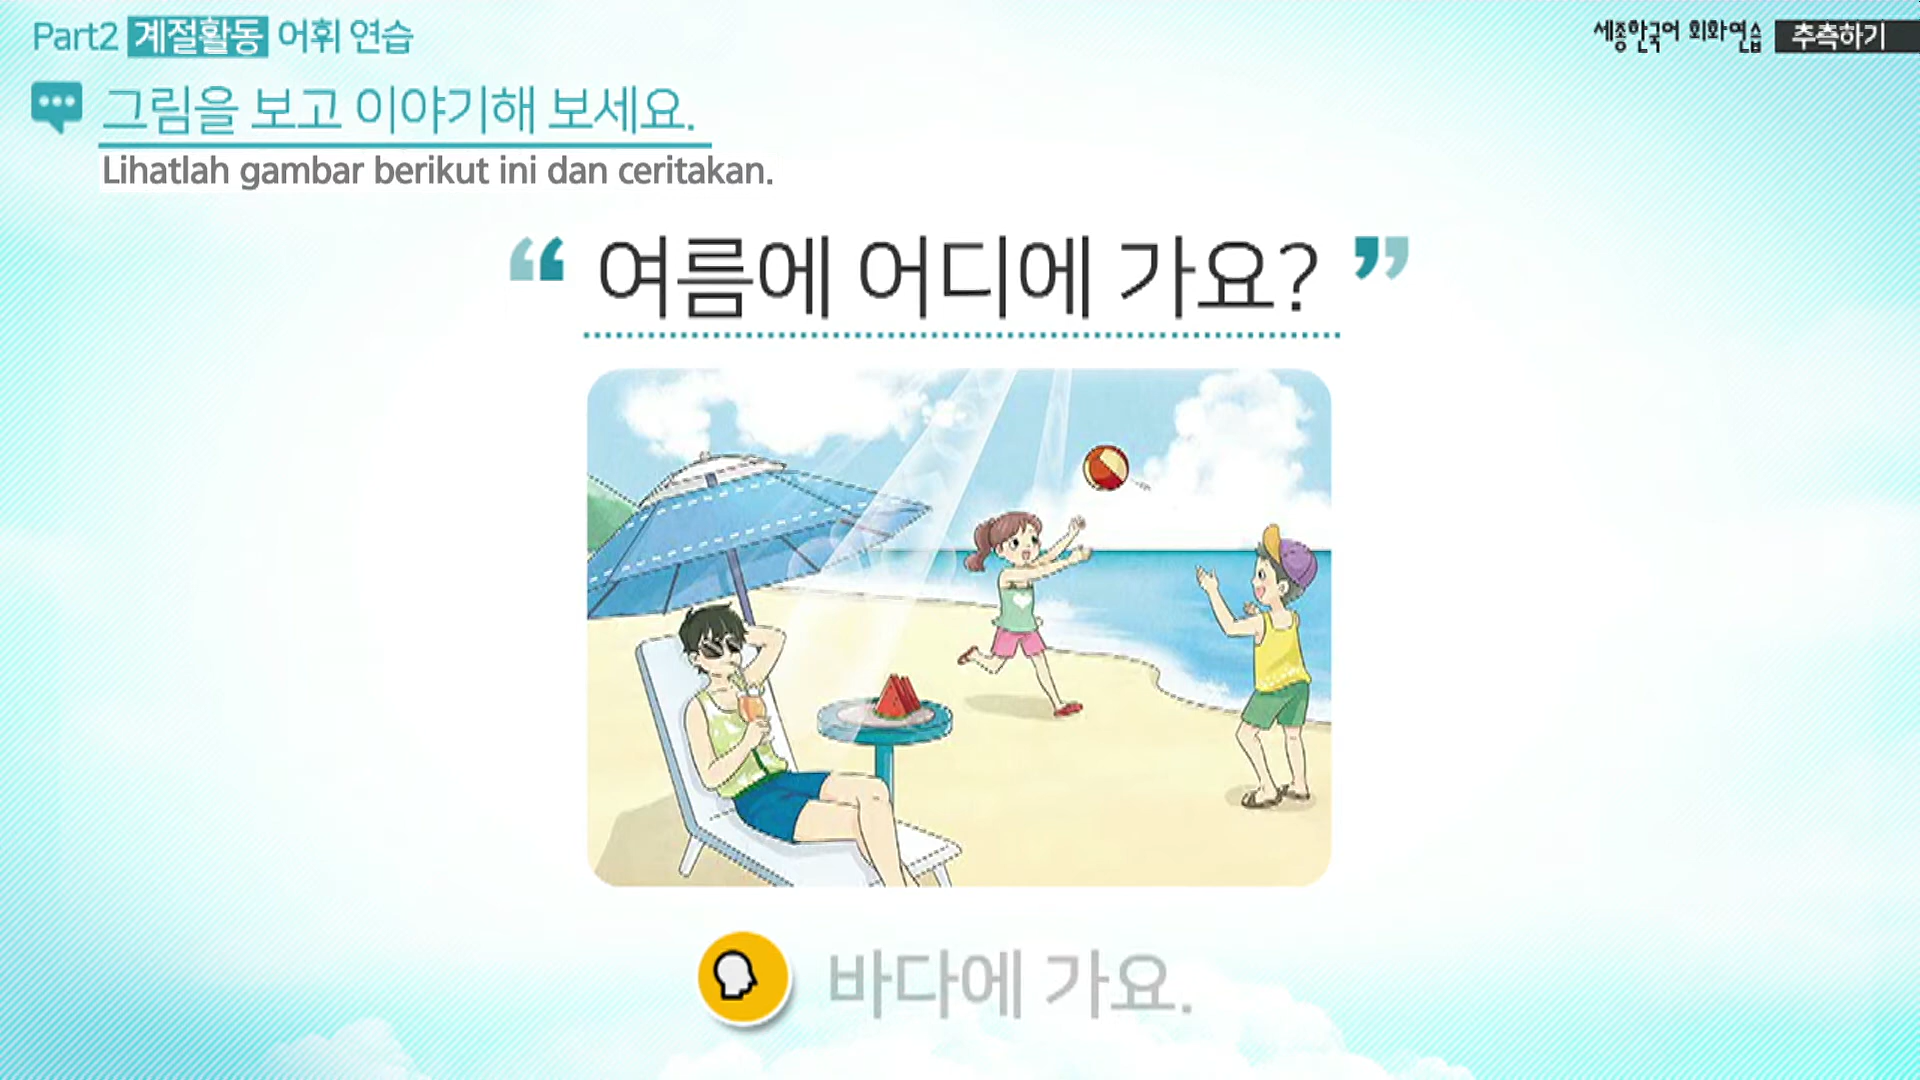 Part2 계절활동 어휘 연습
세종한국어 회화연습 추측하기
그림을 보고 이야기해 보세요.
Lihatlah gambar berikut ini dan ceritakan.
“ 여름에 어디에 가요? ”
바다에 가요.